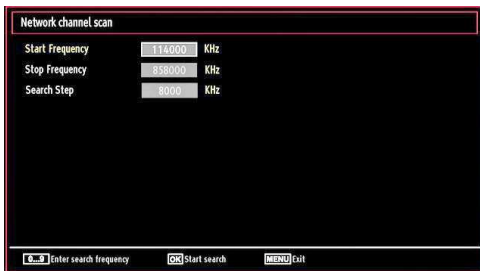 Network channel scan
Start Frequency 114000 KHz
Stop Frequency 858000 KHz
Search Step 8000 KHz
0...9 Enter search frequency OK Start search MENU Exit